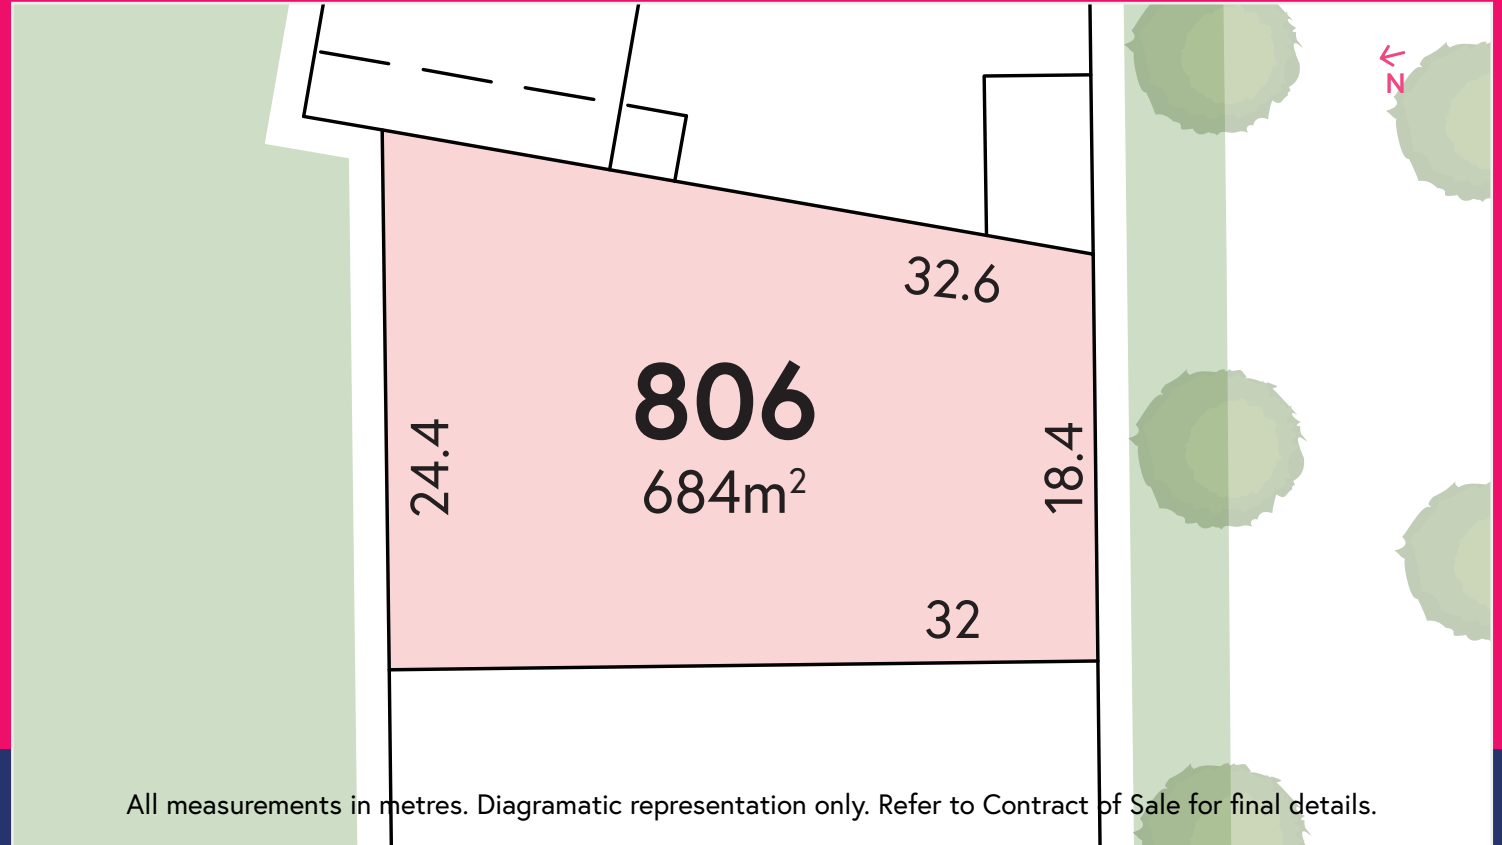 N
32.6
806
684m²
24.4
18.4
32
All measurements in metres. Diagramatic representation only. Refer to Contract of Sale for final details.